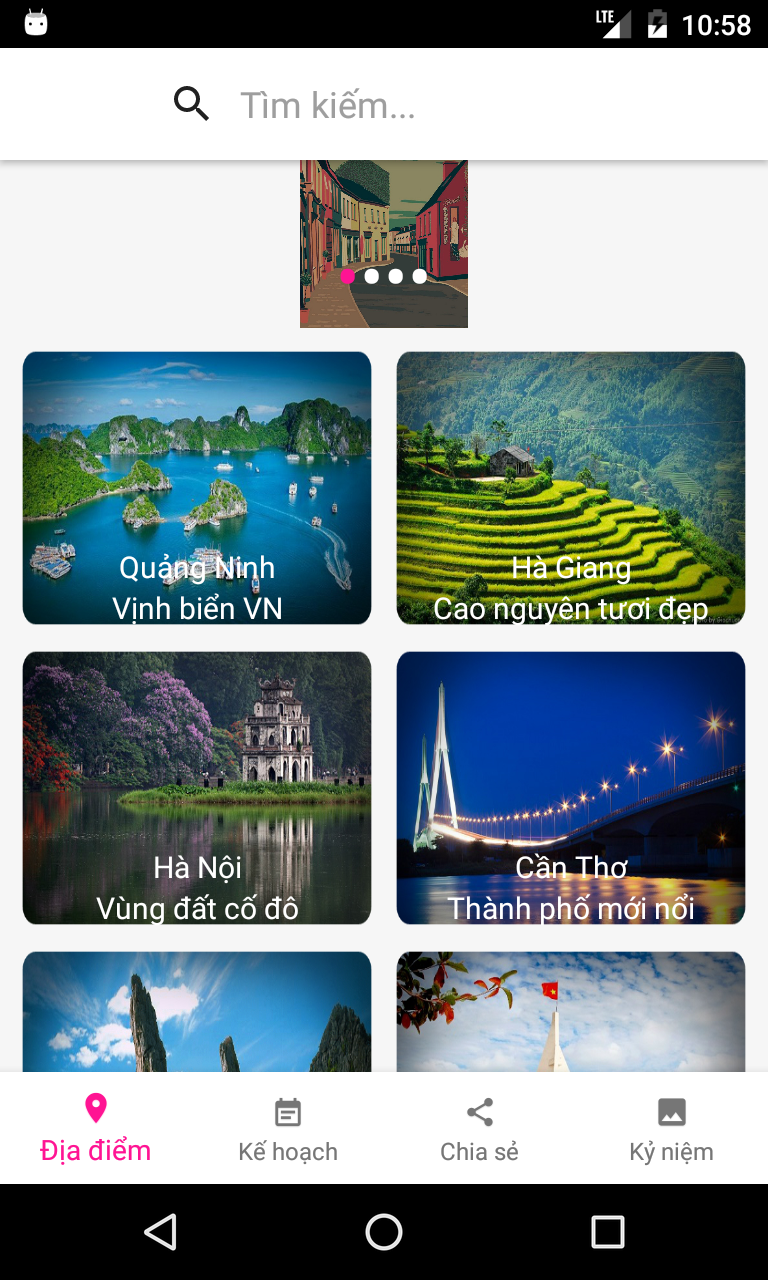 LTE 10:58
Tìm kiếm...
Quảng Ninh
Vịnh biển VN
Hà Giang
Cao nguyên tươi đẹp
Hà Nội
Vùng đất cố đô
Cần Thơ
Thành phố mới nổi
Địa điểm
Kế hoạch
Chia sẻ
Kỷ niệm